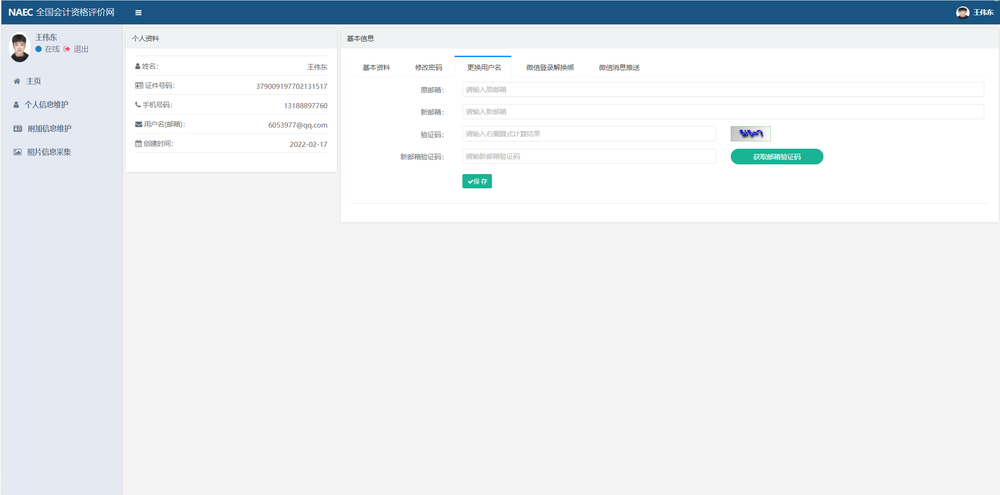 NAEC 全国会计资格评价网
王伟东
王伟东
在线 退出
主页
个人信息维护
附加信息维护
照片信息采集
个人资料
姓名： 王伟东
证件号码： 379009197702131517
手机号码： 13188897760
用户名(邮箱)： 6053977@qq.com
创建时间： 2022-02-17
基本信息
基本资料 修改密码 更换用户名 微信登录解换绑 微信消息推送
原邮箱： 请输入原邮箱
新邮箱： 请输入新邮箱
验证码： 请输入右侧算式计算结果
新邮箱验证码： 请输新邮箱验证码 获取邮箱验证码
保 存